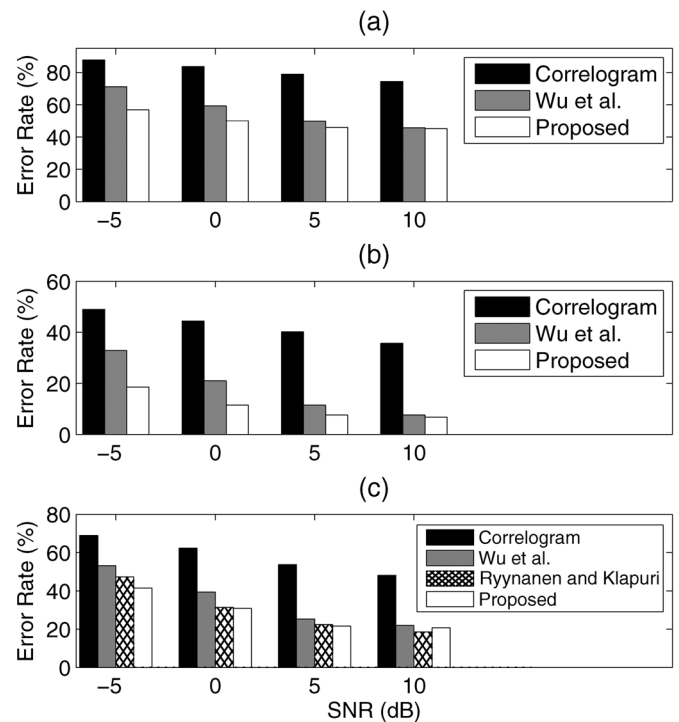 (a)
Error Rate (%)
80
60
40
20
0
Correlogram
Wu et al.
Proposed
−5 0 5 10
(b)
Error Rate (%)
60
40
20
0
Correlogram
Wu et al.
Proposed
−5 0 5 10
(c)
Error Rate (%)
80
60
40
20
0
Correlogram
Wu et al.
Ryynanen and Klapuri
Proposed
−5 0 5 10
SNR (dB)